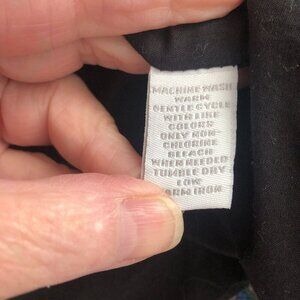 MACHINE WASH
WARM
GENTLE CYCLE
WITH LIKE
COLORS
ONLY NON
CHLORINE
BLEACH
WHEN NEEDED
TUMBLE DRY
LOW
WARM IRON